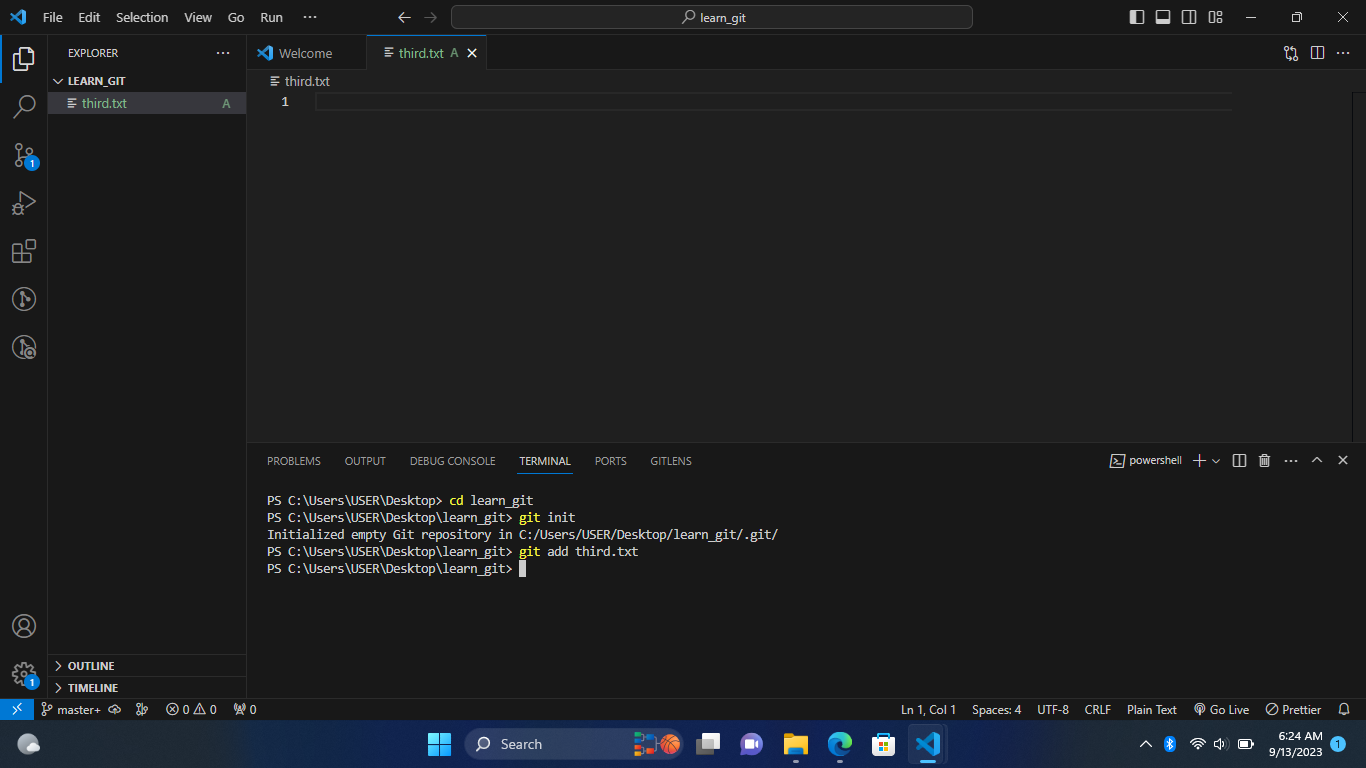 File Edit Selection View Go Run ···
learn_git
EXPLORER
LEARN_GIT
third.txt A
Welcome
third.txt A
third.txt
1
1
PROBLEMS OUTPUT DEBUG CONSOLE TERMINAL PORTS GITLENS
powershell
PS C:\Users\USER\Desktop> cd learn_git
PS C:\Users\USER\Desktop\learn_git> git init
Initialized empty Git repository in C:/Users/USER/Desktop/learn_git/.git/
PS C:\Users\USER\Desktop\learn_git> git add third.txt
PS C:\Users\USER\Desktop\learn_git>
OUTLINE
1
TIMELINE
master+ 0 0 0 Ln 1, Col 1 Spaces: 4 UTF-8 CRLF Plain Text Go Live Prettier
Search
6:24 AM
9/13/2023
1